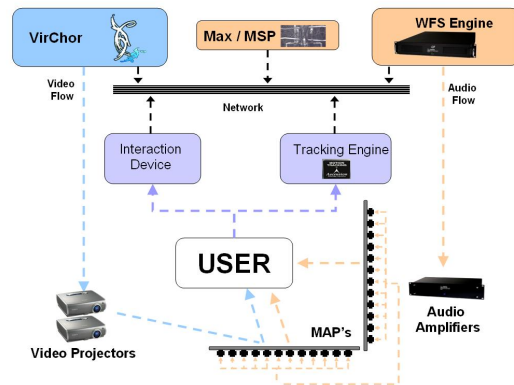 VirChor
Max / MSP
WFS Engine
Video
Flow
Audio
Flow
Network
Interaction
Device
Tracking Engine
USER
MAP's
Video Projectors
Audio
Amplifiers